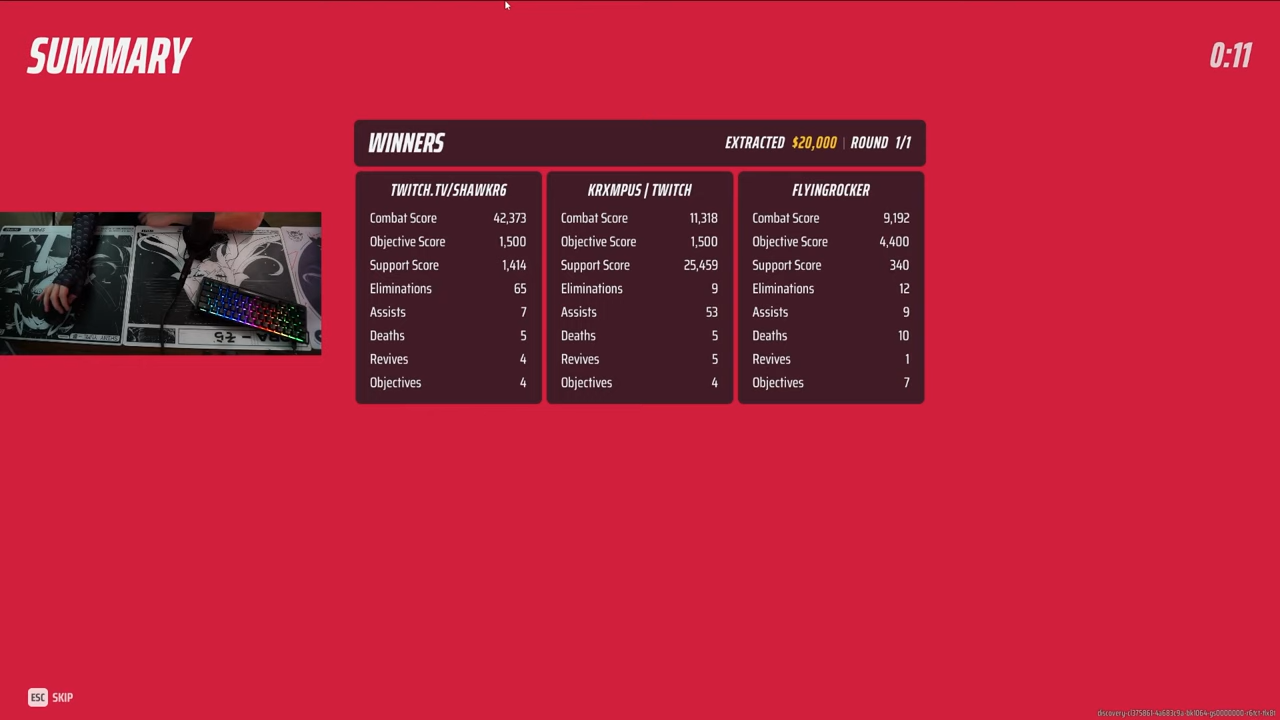 SUMMARY
0:11
WINNERS
EXTRACTED $20,000 | ROUND 1/1
TWITCH.TV/SHAWKR6
Combat Score 42,373
Objective Score 1,500
Support Score 1,414
Eliminations 65
Assists 7
Deaths 5
Revives 4
Objectives 4
KRXMPUS | TWITCH
Combat Score 11,318
Objective Score 1,500
Support Score 25,459
Eliminations 9
Assists 53
Deaths 5
Revives 5
Objectives 4
FLYINGROCKER
Combat Score 9,192
Objective Score 4,400
Support Score 340
Eliminations 12
Assists 9
Deaths 10
Revives 1
Objectives 7
ESC SKIP